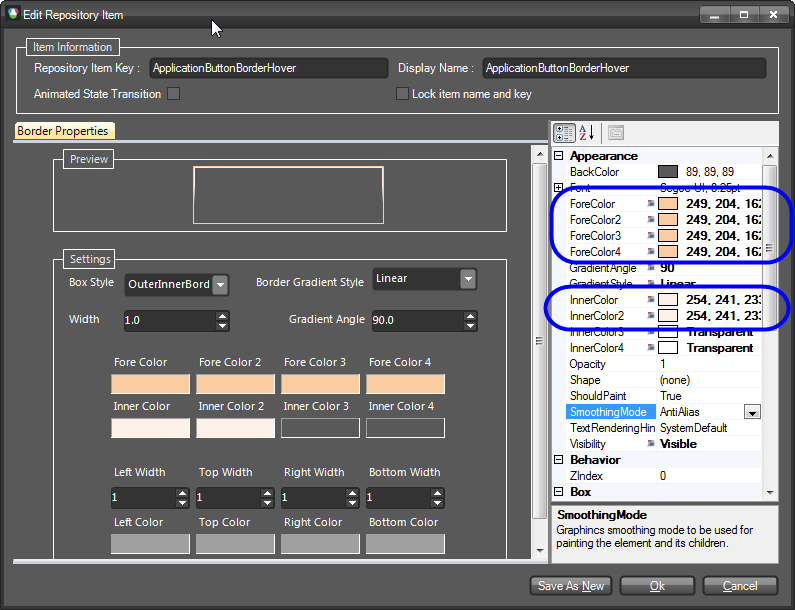 Edit Repository Item
Item Information
Repository Item Key : ApplicationButtonBorderHover Display Name : ApplicationButtonBorderHover
Animated State Transition Lock item name and key
Border Properties
Preview
Settings
Box Style OuterInnerBord Border Gradient Style Linear
Width 1.0 Gradient Angle 90.0
Fore Color Fore Color 2 Fore Color 3 Fore Color 4
Inner Color Inner Color 2 Inner Color 3 Inner Color 4
Left Width Top Width Right Width Bottom Width
1 1 1 1
Left Color Top Color Right Color Bottom Color
Appearance
BackColor 89, 89, 89
Font Segoe UI, 8.25pt
ForeColor 249, 204, 162
ForeColor2 249, 204, 162
ForeColor3 249, 204, 162
ForeColor4 249, 204, 162
GradientAngle 90
GradientStyle Linear
InnerColor 254, 241, 233
InnerColor2 254, 241, 233
InnerColor3 Transparent
InnerColor4 Transparent
Opacity 1
Shape (none)
ShouldPaint True
SmoothingMode AntiAlias
TextRenderingHin SystemDefault
Visibility Visible
Behavior
ZIndex 0
Box
SmoothingMode
Graphincs smoothing mode to be used for
painting the element and its children.
Save As New Ok Cancel